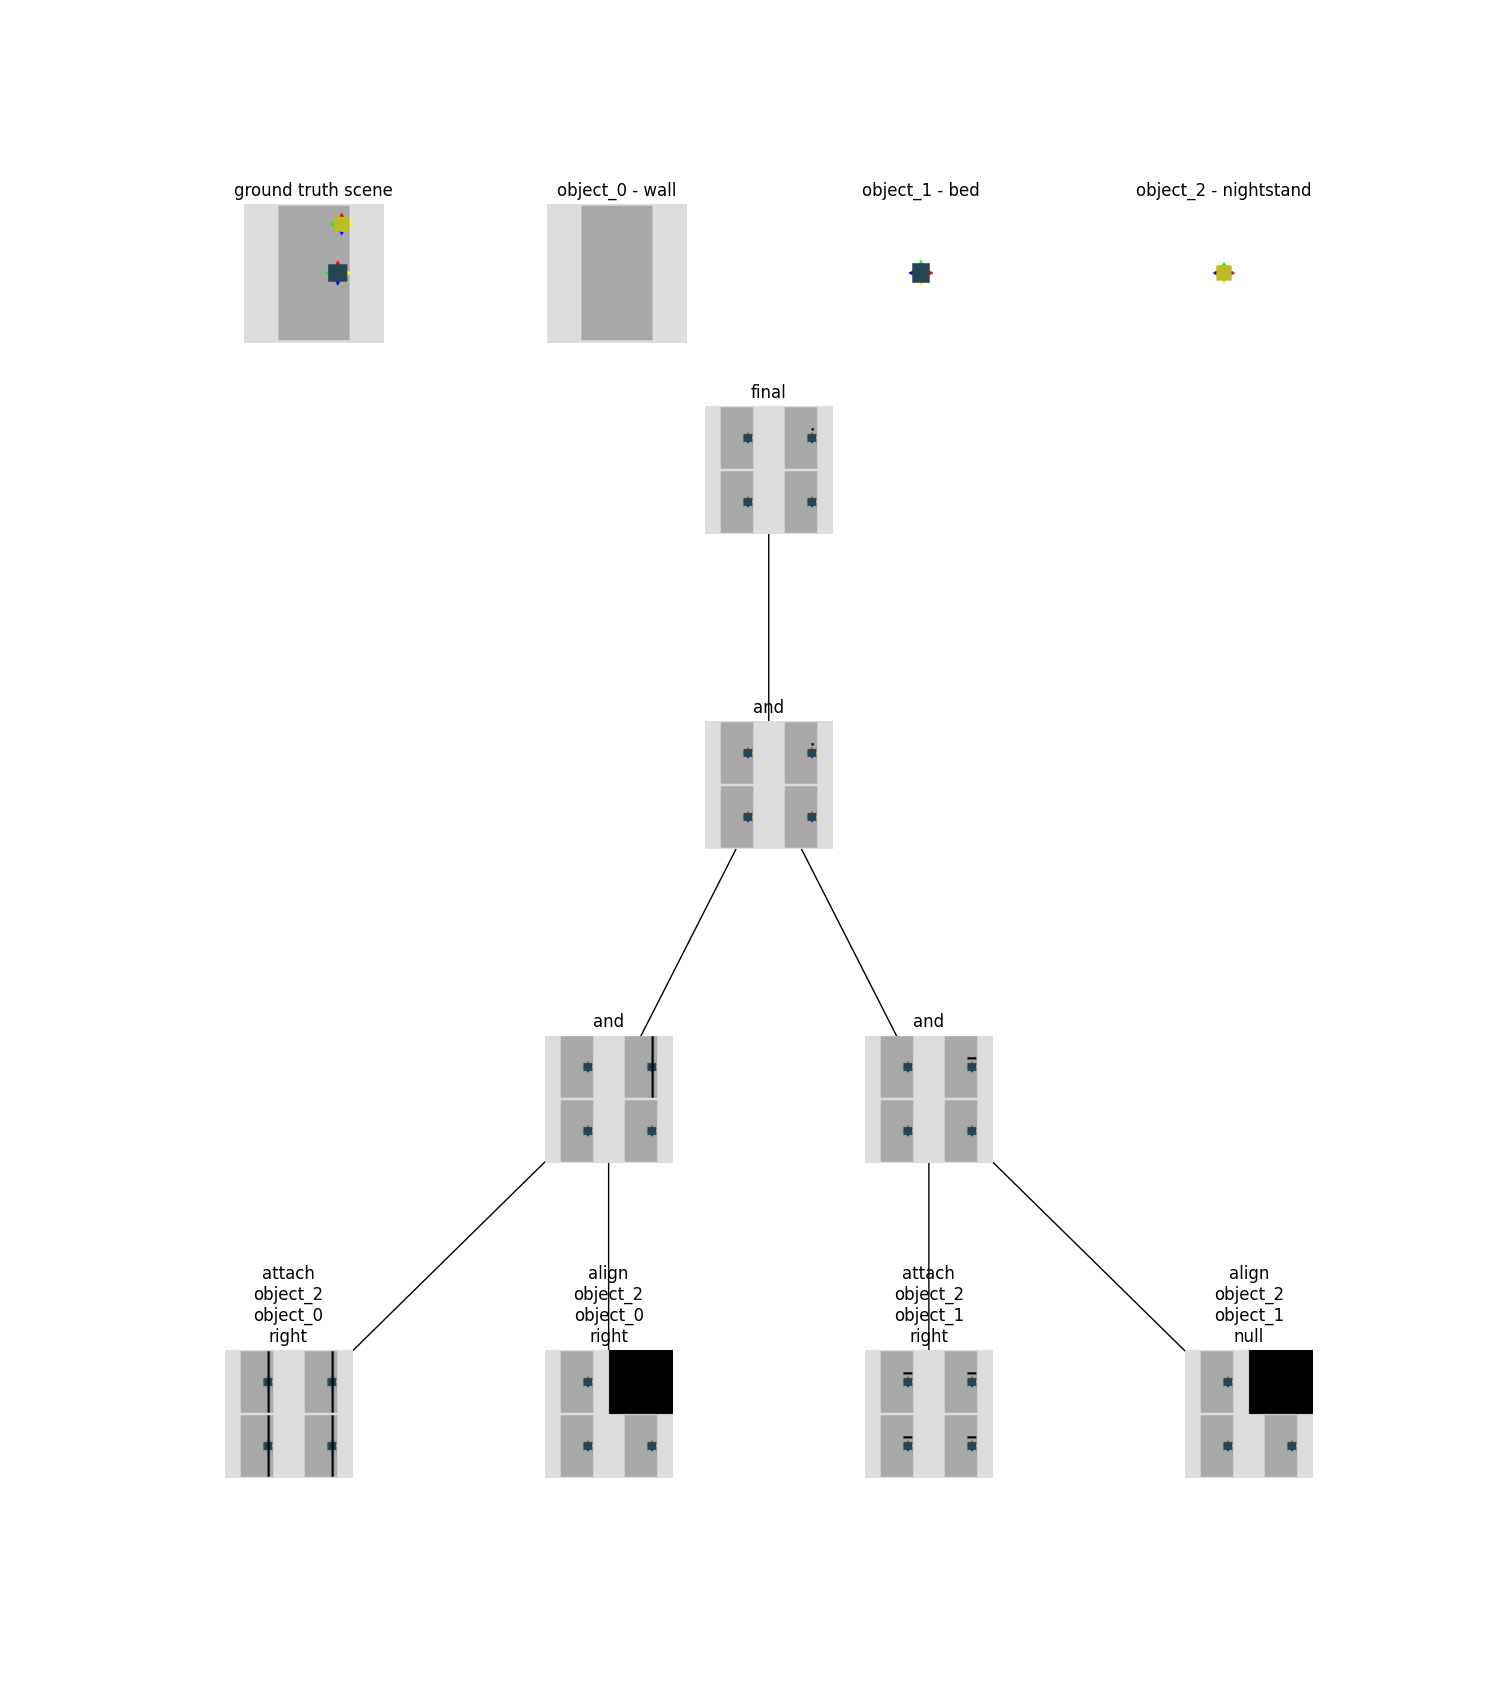 ground truth scene
object_0 - wall
object_1 - bed
object_2 - nightstand
final
and
and
and
attach
object_2
object_0
right
align
object_2
object_0
right
attach
object_2
object_1
right
align
object_2
object_1
null